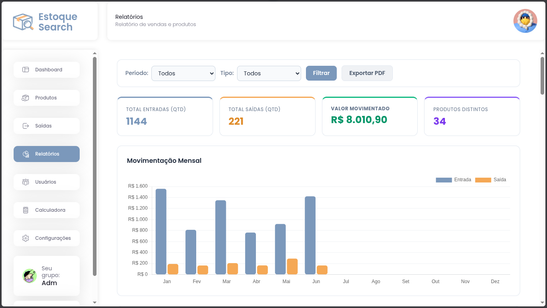 Estoque
Search
Relatórios
Relatório de vendas e produtos
Dashboard
Produtos
Saídas
Relatórios
Usuários
Calculadora
Configurações
Seu
grupo:
Adm
Período: Todos Tipo: Todos Filtrar Exportar PDF
TOTAL ENTRADAS (QTD)
1144
TOTAL SAÍDAS (QTD)
221
VALOR MOVIMENTADO
R$ 8.010,90
PRODUTOS DISTINTOS
34
Movimentação Mensal
Entrada Saída
R$ 1.600
R$ 1.400
R$ 1.200
R$ 1.000
R$ 800
R$ 600
R$ 400
R$ 200
R$ 0
Jan Fev Mar Abr Mai Jun Jul Ago Set Out Nov Dez